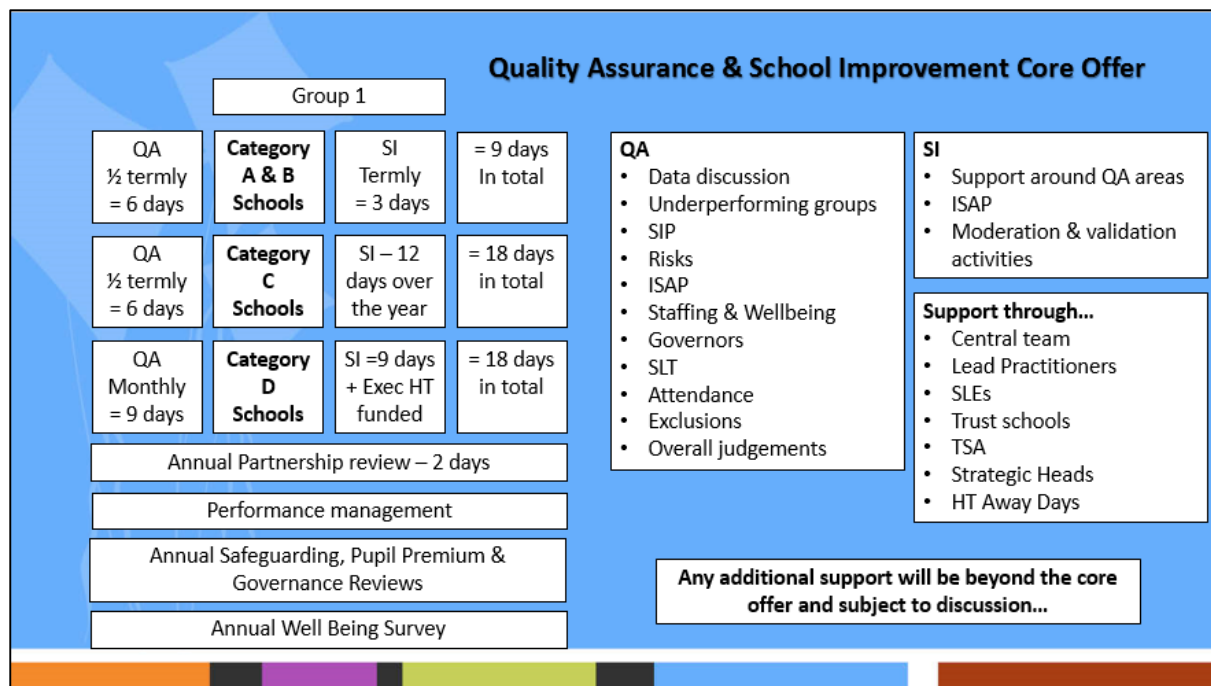 Quality Assurance & School Improvement Core Offer
Group 1
QA
½ termly
= 6 days
Category
A & B
Schools
SI
Termly
= 3 days
= 9 days
In total
QA
½ termly
= 6 days
Category
C
Schools
SI – 12
days over
the year
= 18 days
in total
QA
Monthly
= 9 days
Category
D
Schools
SI =9 days
+ Exec HT
funded
= 18 days
in total
Annual Partnership review – 2 days
Performance management
Annual Safeguarding, Pupil Premium &
Governance Reviews
Annual Well Being Survey
QA
• Data discussion
• Underperforming groups
• SIP
• Risks
• ISAP
• Staffing & Wellbeing
• Governors
• SLT
• Attendance
• Exclusions
• Overall judgements
SI
• Support around QA areas
• ISAP
• Moderation & validation
activities
Support through...
• Central team
• Lead Practitioners
• SLEs
• Trust schools
• TSA
• Strategic Heads
• HT Away Days
Any additional support will be beyond the core
offer and subject to discussion...